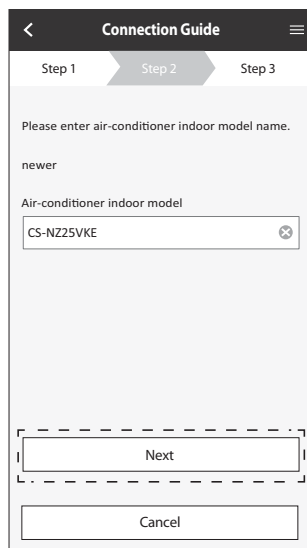 Connection Guide
Step 1 Step 2 Step 3
Please enter air-conditioner indoor model name.
newer
Air-conditioner indoor model
CS-NZ25VKE
Next
Cancel